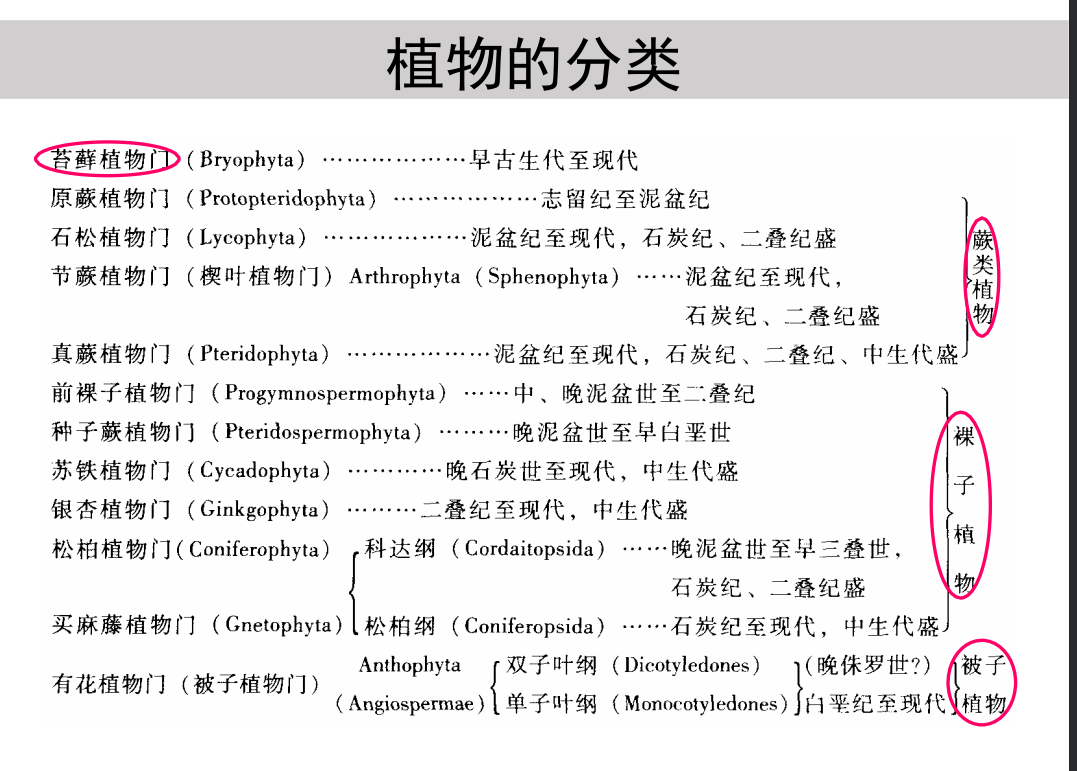 植物的分类
苔藓植物门(Bryophyta)………………早古生代至现代
原蕨植物门(Protopteridophyta)………………志留纪至泥盆纪
石松植物门(Lycophyta)………………泥盆纪至现代,石炭纪、二叠纪盛
节蕨植物门(楔叶植物门)Arthrophyta(Sphenophyta)……泥盆纪至现代,
石炭纪、二叠纪盛
真蕨植物门(Pteridophyta)………………泥盆纪至现代,石炭纪、二叠纪、中生代盛
蕨类植物
前裸子植物门(Progymnospermophyta)……中、晚泥盆世至二叠纪
种子蕨植物门(Pteridospermophyta)………晚泥盆世至早白垩世
苏铁植物门(Cycadophyta)…………晚石炭世至现代,中生代盛
银杏植物门(Ginkgophyta)………二叠纪至现代,中生代盛
松柏植物门(Coniferophyta) 科达纲(Cordaitopsida)……晚泥盆世至早三叠世,
石炭纪、二叠纪盛
买麻藤植物门(Gnetophyta) 松柏纲(Coniferopsida)……石炭纪至现代,中生代盛
裸子植物
有花植物门(被子植物门) Anthophyta 双子叶纲(Dicotyledones) (晚侏罗世?) 被子
(Angiospermae) 单子叶纲(Monocotyledones) 白垩纪至现代 植物